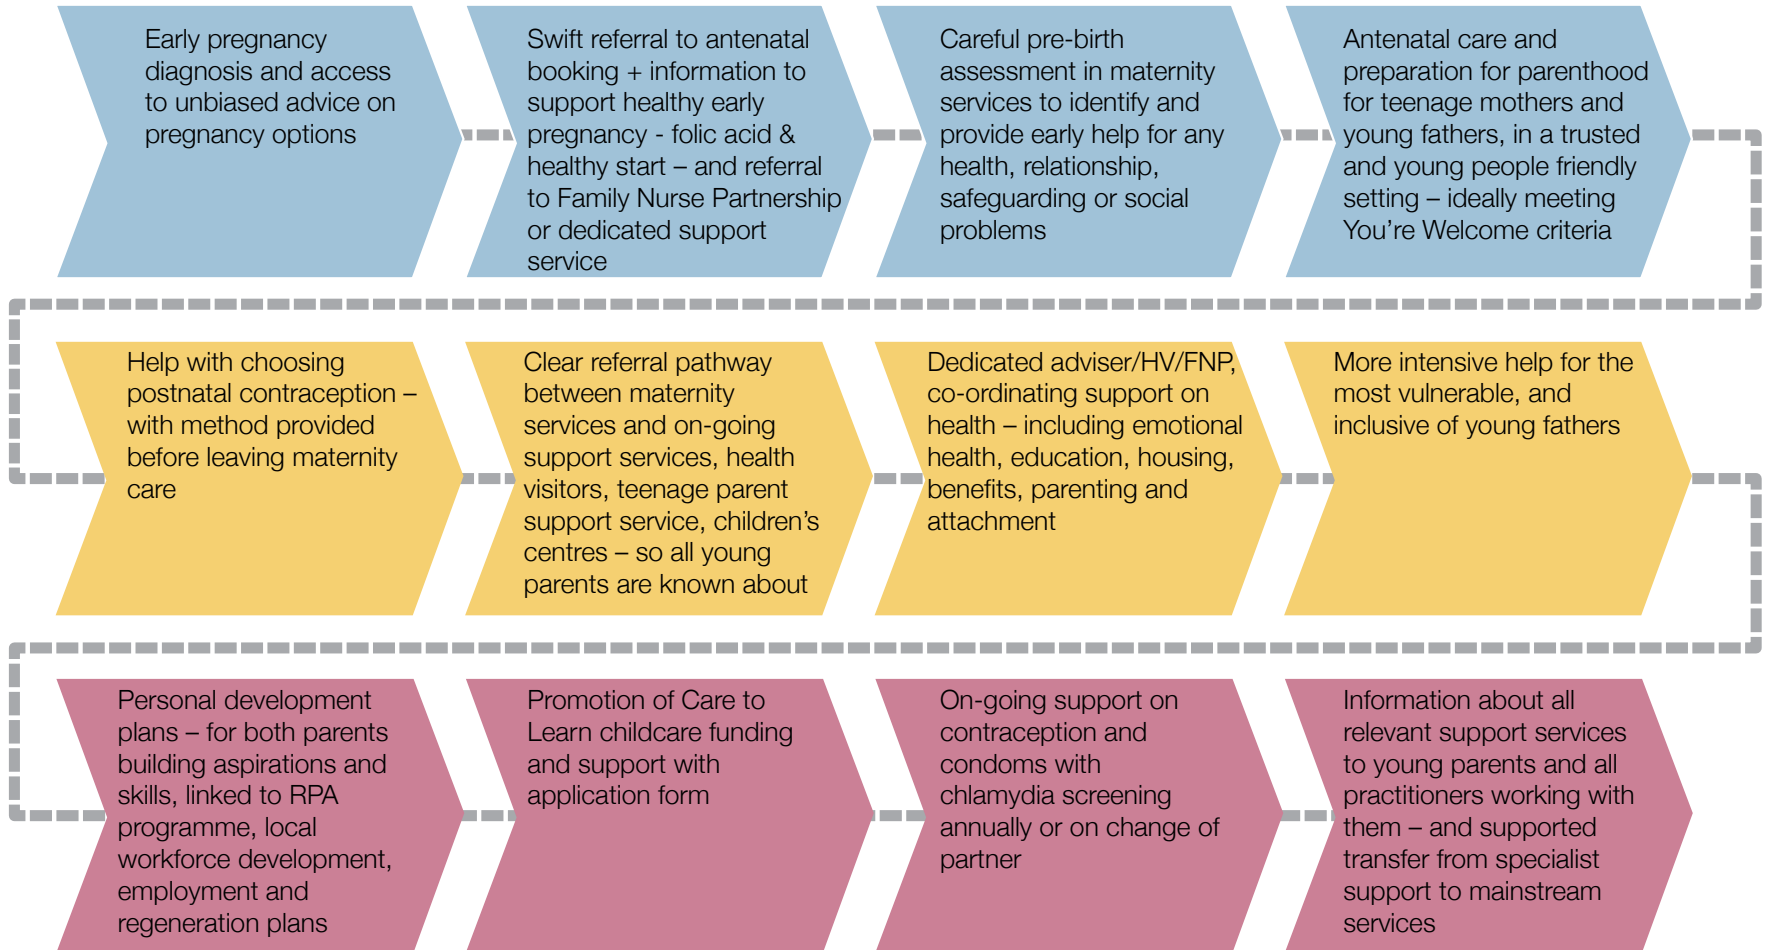 Early pregnancy
diagnosis and access
to unbiased advice on
pregnancy options
Swift referral to antenatal
booking + information to
support healthy early
pregnancy - folic acid &
healthy start – and referral
to Family Nurse Partnership
or dedicated support
service
Careful pre-birth
assessment in maternity
services to identify and
provide early help for any
health, relationship,
safeguarding or social
problems
Antenatal care and
preparation for parenthood
for teenage mothers and
young fathers, in a trusted
and young people friendly
setting – ideally meeting
You’re Welcome criteria
Help with choosing
postnatal contraception –
with method provided
before leaving maternity
care
Clear referral pathway
between maternity
services and on-going
support services, health
visitors, teenage parent
support service, children’s
centres – so all young
parents are known about
Dedicated adviser/HV/FNP,
co-ordinating support on
health – including emotional
health, education, housing,
benefits, parenting and
attachment
More intensive help for the
most vulnerable, and
inclusive of young fathers
Personal development
plans – for both parents
building aspirations and
skills, linked to RPA
programme, local
workforce development,
employment and
regeneration plans
Promotion of Care to
Learn childcare funding
and support with
application form
On-going support on
contraception and
condoms with
chlamydia screening
annually or on change of
partner
Information about all
relevant support services
to young parents and all
practitioners working with
them – and supported
transfer from specialist
support to mainstream
services